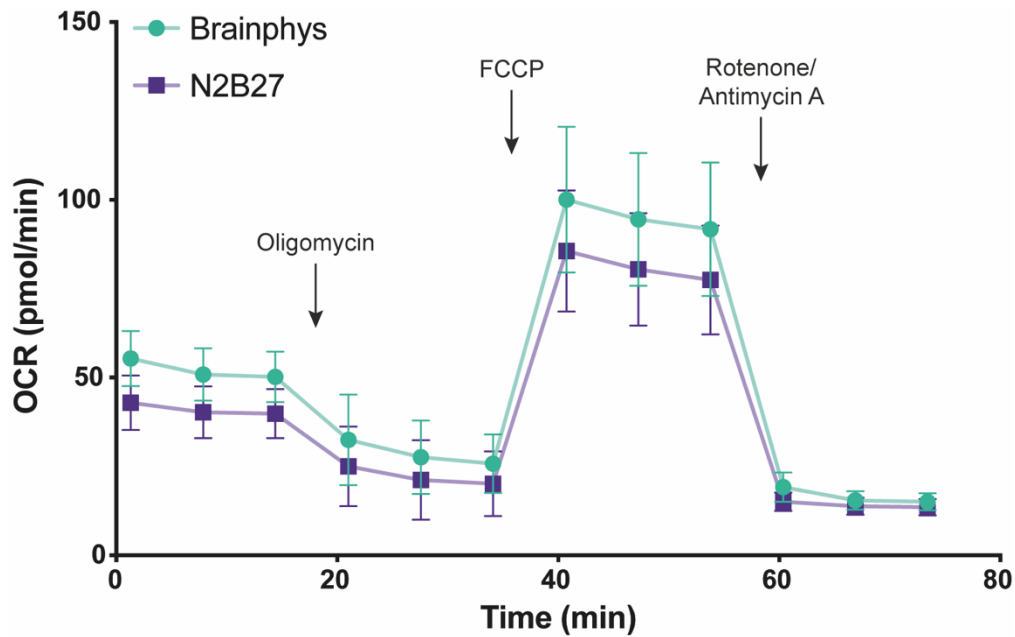 150
Brainphys
N2B27
FCCP
Rotenone/
Antimycin A
100
Oligomycin
OCR (pmol/min)
50
0
0 20 40 60 80
Time (min)